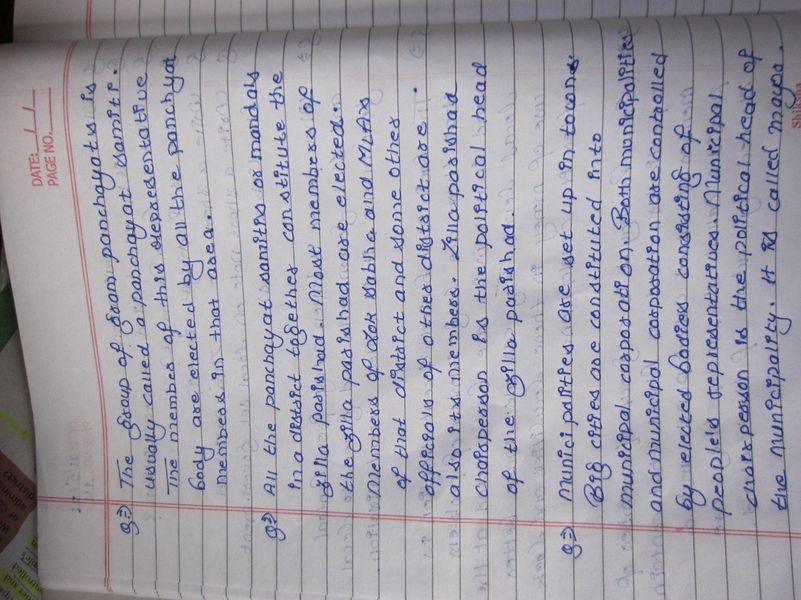 DATE: / /
PAGE NO.
Q⇒ The group of gram panchayats is
usually called a panchayat samiti.
The member of this representative
body are elected by all the panchayat
members in that area.
Q⇒ All the panchayat samitis or mandals
in a district together constitute the
zilla parishad Most members of
the zilla parishad are elected.
Members of Lok Sabha and MLAs
of that district and some other
officials of other district are
also its members. Zilla parishad
Chairperson is the political head
of the zilla parishad.
Q⇒ Municipalities are set up in towns.
Big cities are constituted into
municipal corporation. Both municipalities
and municipal corporation are controlled
by elected bodies consising of
People's representatives. Municipal
chairperson is the political head of
the municipality. It is called mayor.